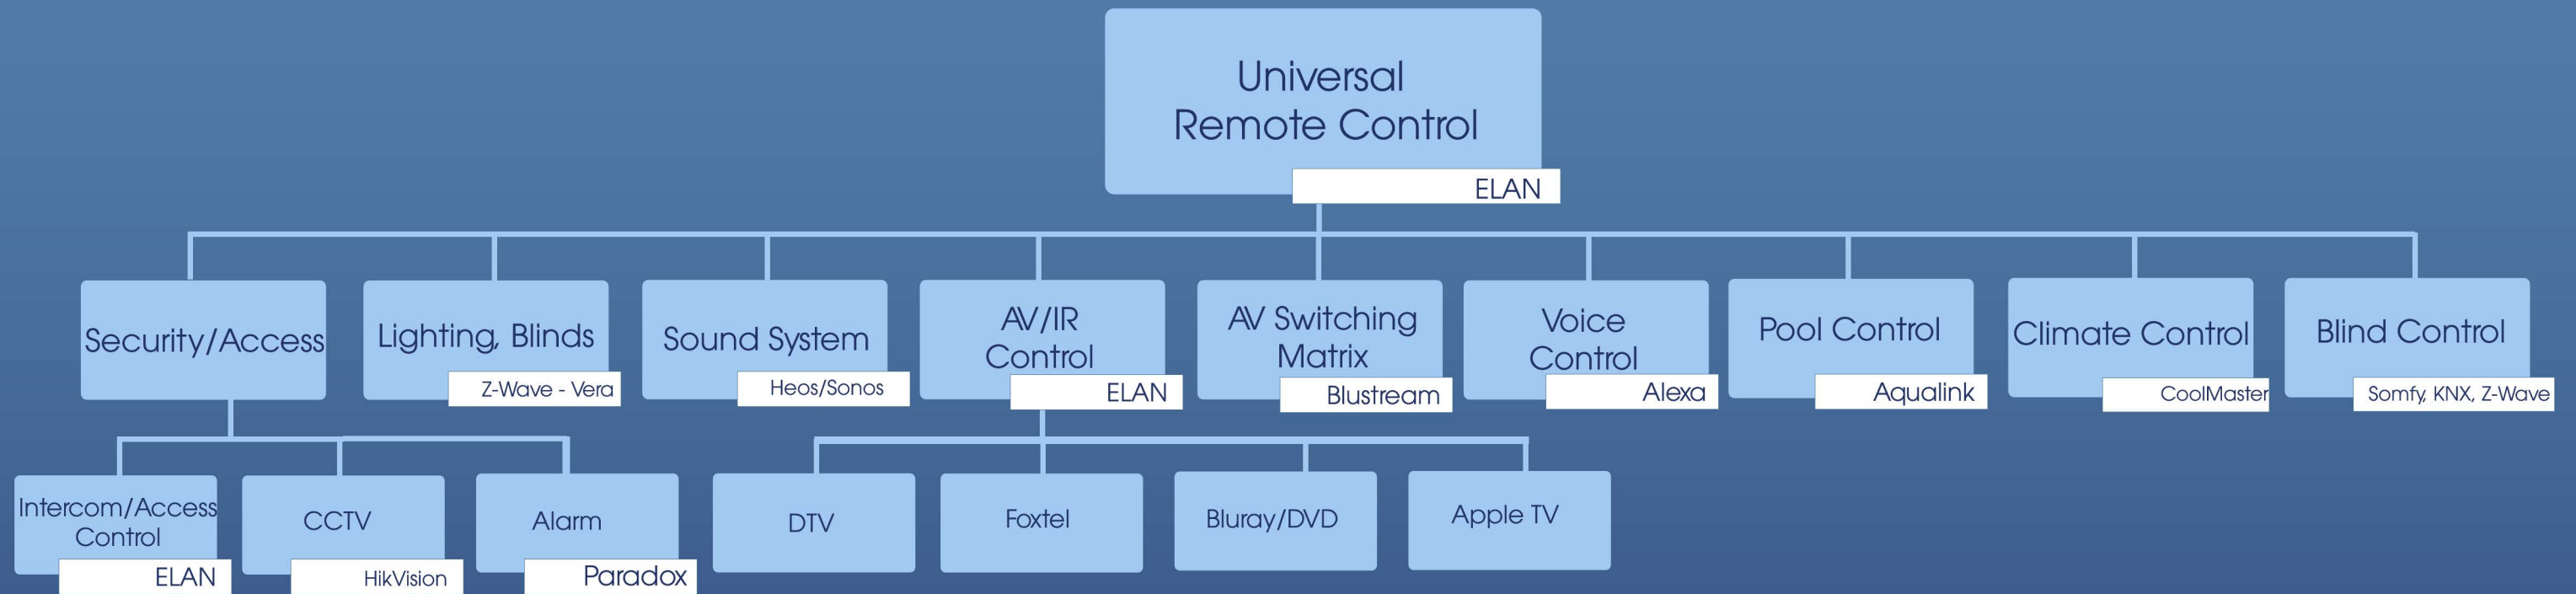 Universal
Remote Control
ELAN
Security/Access
Lighting, Blinds
Z-Wave - Vera
Sound System
Heos/Sonos
AV/IR
Control
ELAN
AV Switching
Matrix
Blustream
Voice
Control
Alexa
Pool Control
Aqualink
Climate Control
CoolMaster
Blind Control
Somfy, KNX, Z-Wave
Intercom/Access
Control
ELAN
CCTV
HikVision
Alarm
Paradox
DTV
Foxtel
Bluray/DVD
Apple TV